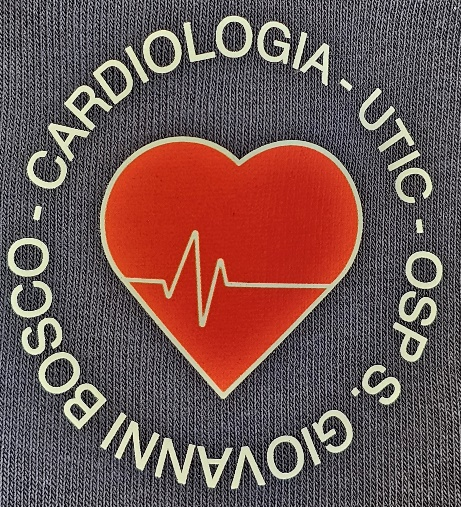 CARDIOLOGIA - UTIC - OSP S. GIOVANNI BOSCO -